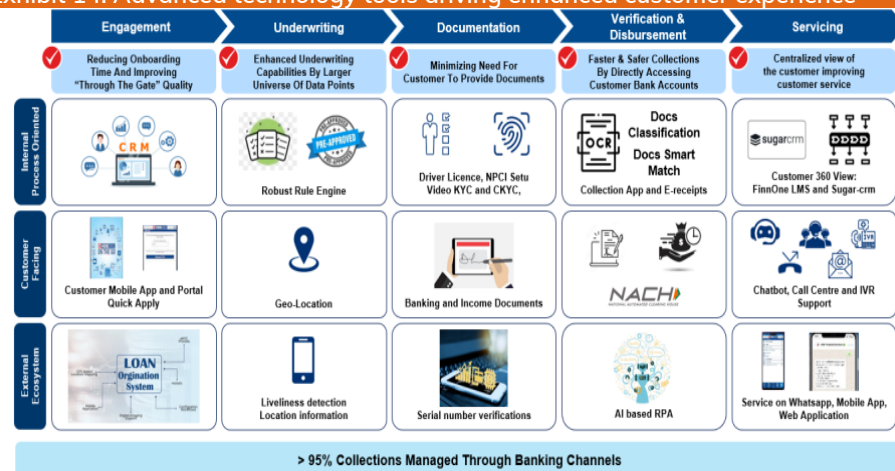 Exhibit 14: Advanced technology tools driving enhanced customer experience
Engagement
Underwriting
Documentation
Verification &
Disbursement
Servicing
Reducing Onboarding
Time And Improving
"Through The Gate" Quality
Enhanced Underwriting
Capabilities By Larger
Universe Of Data Points
Minimizing Need For
Customer To Provide Documents
Faster & Safer Collections
By Directly Accessing
Customer Bank Accounts
Centralized view of
the customer improving
customer service
Internal
Process Oriented
CRM
PRE-APPROVED
Robust Rule Engine
Driver Licence, NPCI Setu
Video KYC and CKYC,
OCR
Docs
Classification
Docs Smart
Match
Collection App and E-receipts
sugarcrm
Customer 360 View:
FinnOne LMS and Sugar-crm
Customer
Facing
Customer Mobile App and Portal
Quick Apply
Geo-Location
Banking and Income Documents
NACH
NATIONAL AUTOMATED CLEARING HOUSE
IVR
Chatbot, Call Centre and IVR
Support
External
Ecosystem
LOAN
Orgination
System
Liveliness detection
Location information
Serial number verifications
AI based RPA
Service on Whatsapp, Mobile App,
Web Application
> 95% Collections Managed Through Banking Channels